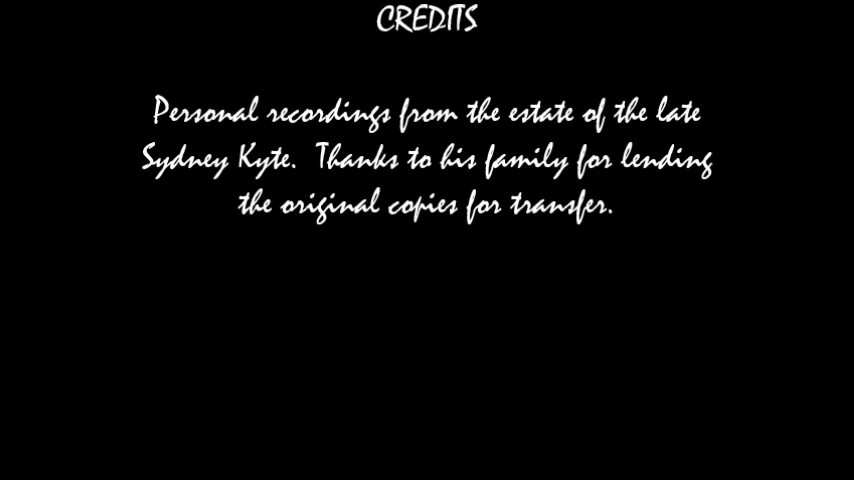 CREDITS
Personal recordings from the estate of the late
Sydney Kyte. Thanks to his family for lending
the original copies for transfer.